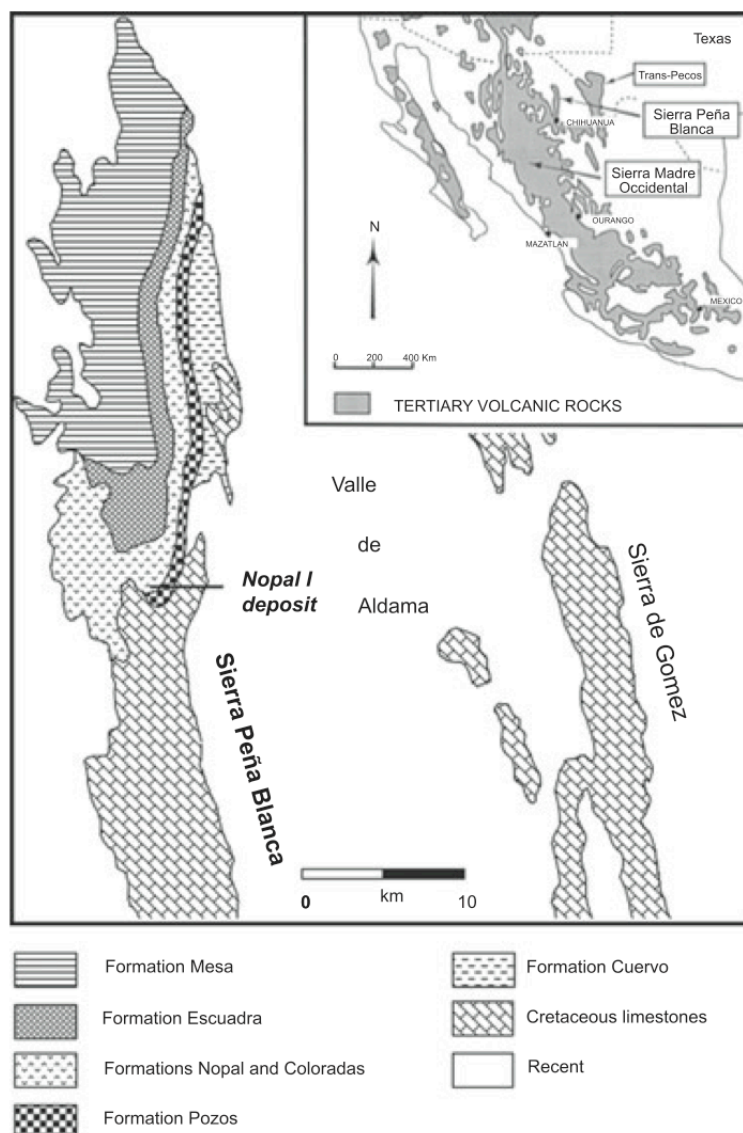 Texas
Trans-Pecos
Sierra Peña
Blanca
CHIHUANUA
Sierra Madre
Occidental
N
OURANGO
MAZATLAN
MEXICO
0 200 400 Km
TERTIARY VOLCANIC ROCKS
Valle
de
Aldama
Nopal I
deposit
Sierra Peña Blanca
Sierra de Gomez
0 km 10
Formation Mesa
Formation Escuadra
Formations Nopal and Coloradas
Formation Pozos
Formation Cuervo
Cretaceous limestones
Recent